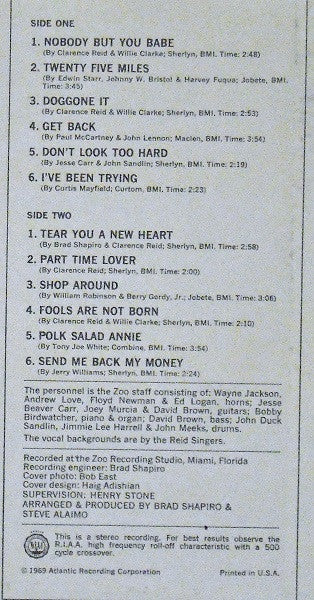 SIDE ONE
1. NOBODY BUT YOU BABE
(By Clarence Reid & Willie Clarke; Sherlyn, BMI. Time: 2:48)
2. TWENTY FIVE MILES
(By Edwin Starr, Johnny W. Bristol & Harvey Fuqua; Jobete, BMI.
Time: 3:45)
3. DOGGONE IT
(By Clarence Reid & Willie Clarke; Sherlyn, BMI. Time: 2:53)
4. GET BACK
(By Paul McCartney & John Lennon; Maclen, BMI. Time: 3:54)
5. DON'T LOOK TOO HARD
(By Jesse Carr & John Sandlin; Sherlyn, BMI. Time: 2:19)
6. I'VE BEEN TRYING
(By Curtis Mayfield; Curtom, BMI. Time: 2:23)
SIDE TWO
1. TEAR YOU A NEW HEART
(By Brad Shapiro & Clarence Reid; Sherlyn, BMI. Time: 2:58)
2. PART TIME LOVER
(By Clarence Reid; Sherlyn, BMI. Time: 2:00)
3. SHOP AROUND
(By William Robinson & Berry Gordy, Jr.; Jobete, BMI. Time: 3:06)
4. FOOLS ARE NOT BORN
(By Clarence Reid & Willie Clarke; Sherlyn, BMI. Time: 2:10)
5. POLK SALAD ANNIE
(By Tony Joe White; Combine, BMI. Time: 3:54)
6. SEND ME BACK MY MONEY
(By Jerry Williams; Sherlyn, BMI. Time: 2:24)
The personnel is the Zoo staff consisting of: Wayne Jackson,
Andrew Love, Floyd Newman & Ed Logan, horns; Jesse
Beaver Carr, Joey Murcia & David Brown, guitars; Bobby
Birdwatcher, piano & organ; David Brown, bass; John Duck
Sandlin, Jimmie Lee Harrell & John Meeks, drums.
The vocal backgrounds are by the Reid Singers.
Recorded at the Zoo Recording Studio, Miami, Florida
Recording engineer: Brad Shapiro
Cover photo: Bob East
Cover design: Haig Adishian
SUPERVISION: HENRY STONE
ARRANGED & PRODUCED BY BRAD SHAPIRO &
STEVE ALAIMO
This is a stereo recording. For best results observe the
R.I.A.A. high frequency roll-off characteristic with a 500
cycle crossover.
© 1969 Atlantic Recording Corporation Printed in U.S.A.